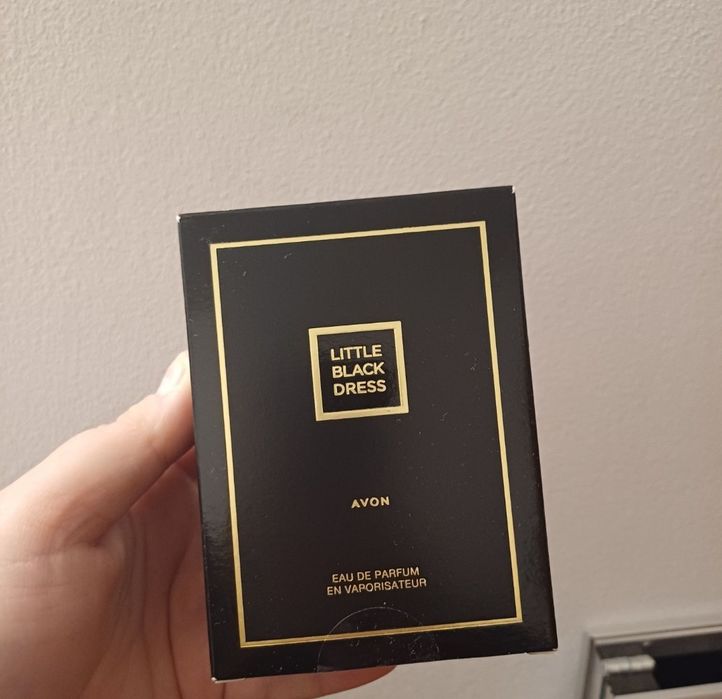 LITTLE
BLACK
DRESS
AVON
EAU DE PARFUM
EN VAPORISATEUR